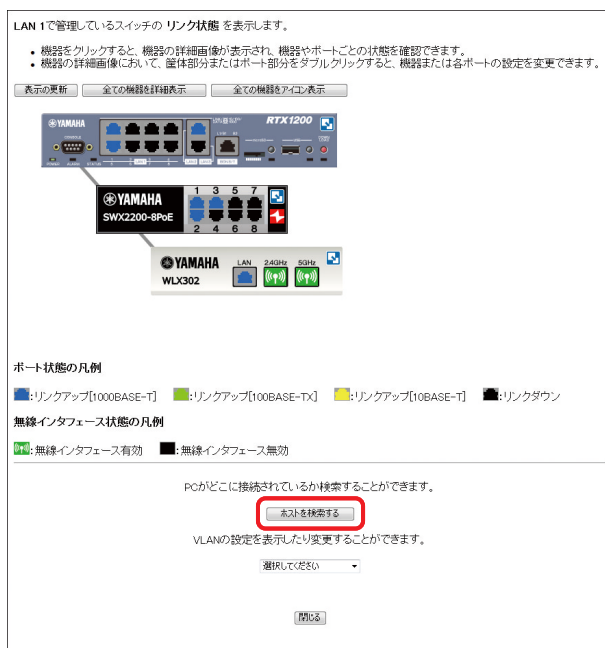 LAN 1で管理しているスイッチの リンク状態 を表示します。
• 機器をクリックすると、機器の詳細画像が表示され、機器やポートごとの状態を確認できます。
• 機器の詳細画像において、筐体部分またはポート部分をダブルクリックすると、機器または各ポートの設定を変更できます。
表示の更新 全ての機器を詳細表示 全ての機器をアイコン表示
YAMAHA RTX1200
YAMAHA 1 3 5 7
SWX2200-8PoE 2 4 6 8
YAMAHA LAN 2.4GHz 5GHz
WLX302
ポート状態の凡例
:リンクアップ[1000BASE-T] :リンクアップ[100BASE-TX] :リンクアップ[10BASE-T] :リンクダウン
無線インタフェース状態の凡例
:無線インタフェース有効 :無線インタフェース無効
PCがどこに接続されているか検索することができます。
ホストを検索する
VLANの設定を表示したり変更することができます。
選択してください
閉じる